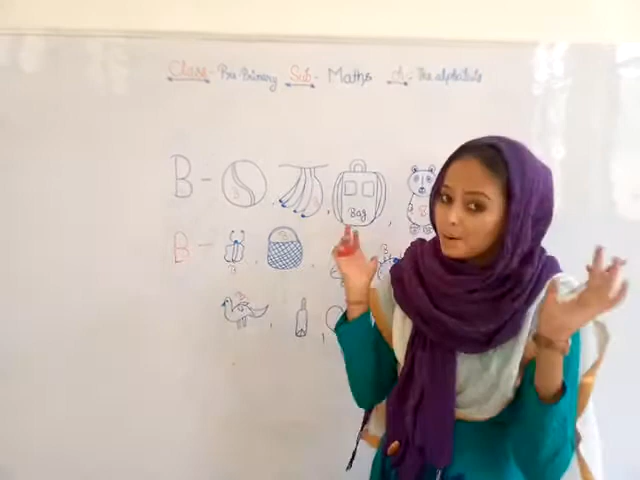 Class- Pre-Primary Sub- Maths A- The alphabets
B- B Bag B
B- B B B
B